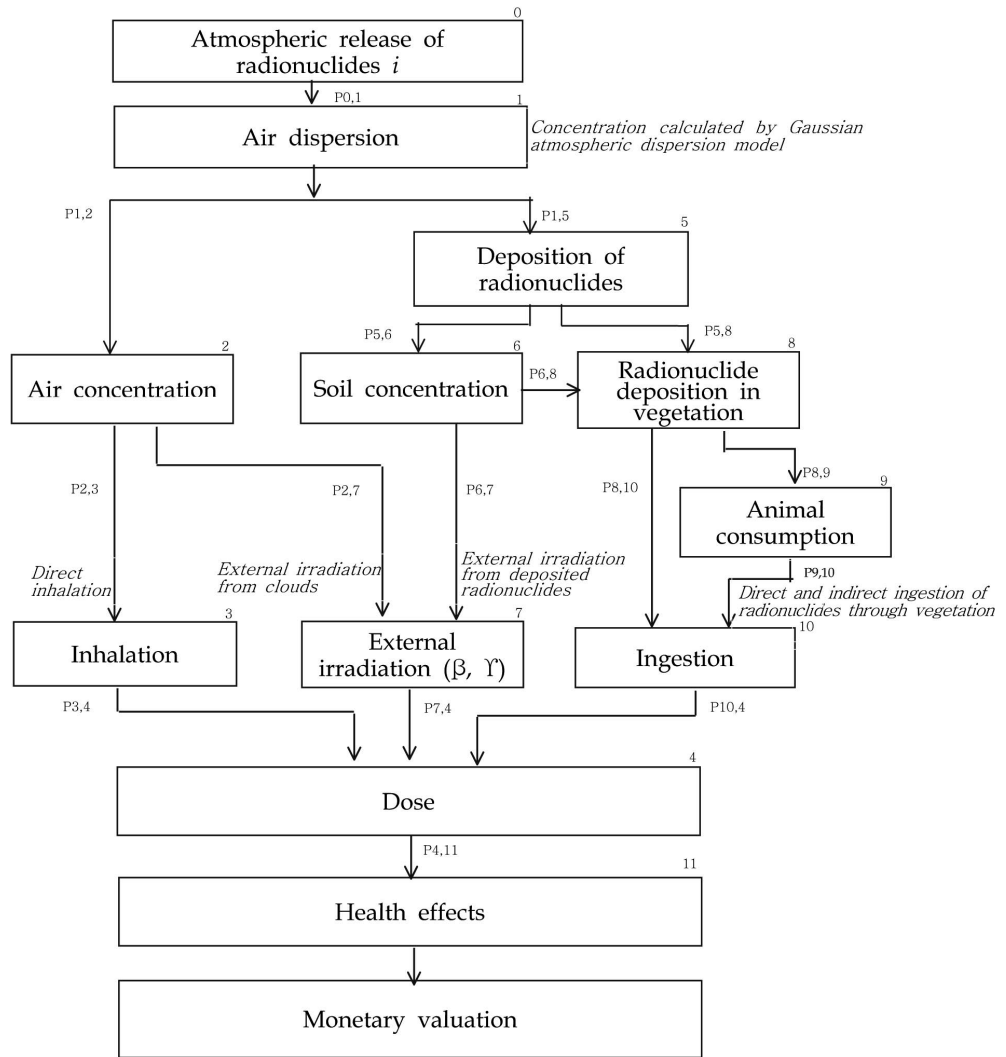 0
Atmospheric release of
radionuclides i
P0,1
1
Air dispersion
Concentration calculated by Gaussian
atmospheric dispersion model
P1,2
P1,5
5
Deposition of
radionuclides
P5,6
P5,8
2
Air concentration
6
Soil concentration
P6,8
8
Radionuclide
deposition in
vegetation
P2,3
P2,7
P6,7
P8,10
P8,9
9
Animal
consumption
P9,10
Direct
inhalation
External irradiation
from clouds
External irradiation
from deposited
radionuclides
Direct and indirect ingestion of
radionuclides through vegetation
3
Inhalation
7
External
irradiation (β, ϒ)
10
Ingestion
P3,4
P7,4
P10,4
4
Dose
P4,11
11
Health effects
Monetary valuation